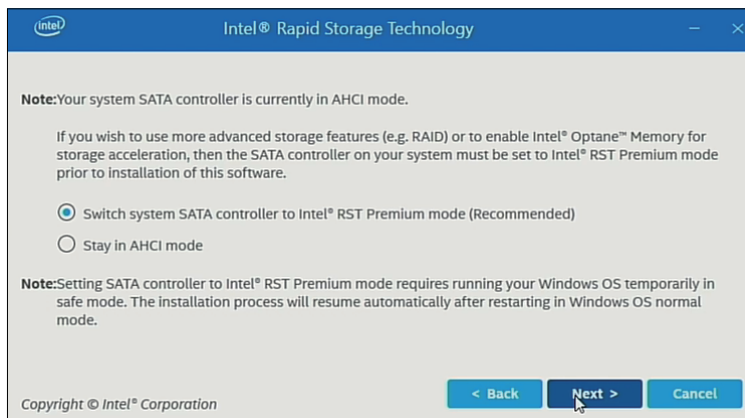 intel
Intel® Rapid Storage Technology
Note:Your system SATA controller is currently in AHCI mode.
If you wish to use more advanced storage features (e.g. RAID) or to enable Intel® Optane™ Memory for
storage acceleration, then the SATA controller on your system must be set to Intel® RST Premium mode
prior to installation of this software.
Switch system SATA controller to Intel® RST Premium mode (Recommended)
Stay in AHCI mode
Note:Setting SATA controller to Intel® RST Premium mode requires running your Windows OS temporarily in
safe mode. The installation process will resume automatically after restarting in Windows OS normal
mode.
< Back Next > Cancel
Copyright © Intel® Corporation